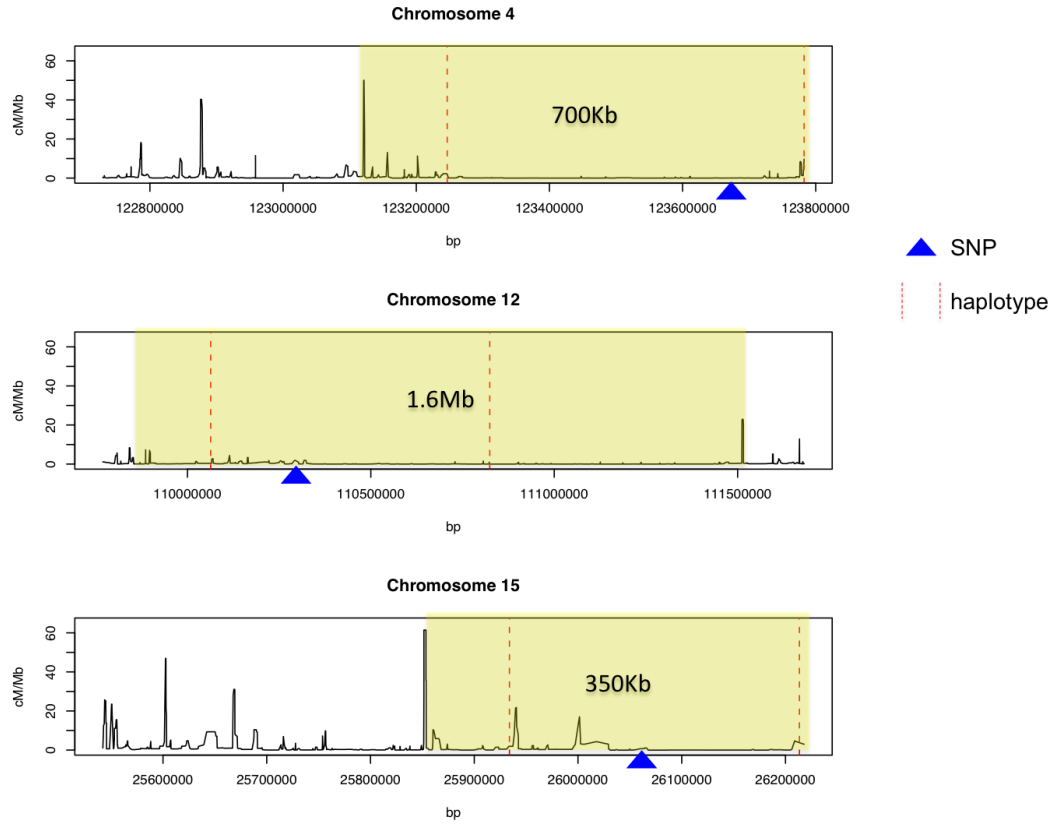 Chromosome 4
60
40
20
0
cM/Mb
700Kb
122800000 123000000 123200000 123400000 123600000 123800000
bp
SNP
haplotype
Chromosome 12
60
40
20
0
cM/Mb
1.6Mb
110000000 110500000 111000000 111500000
bp
Chromosome 15
60
40
20
0
cM/Mb
350Kb
25600000 25700000 25800000 25900000 26000000 26100000 26200000
bp